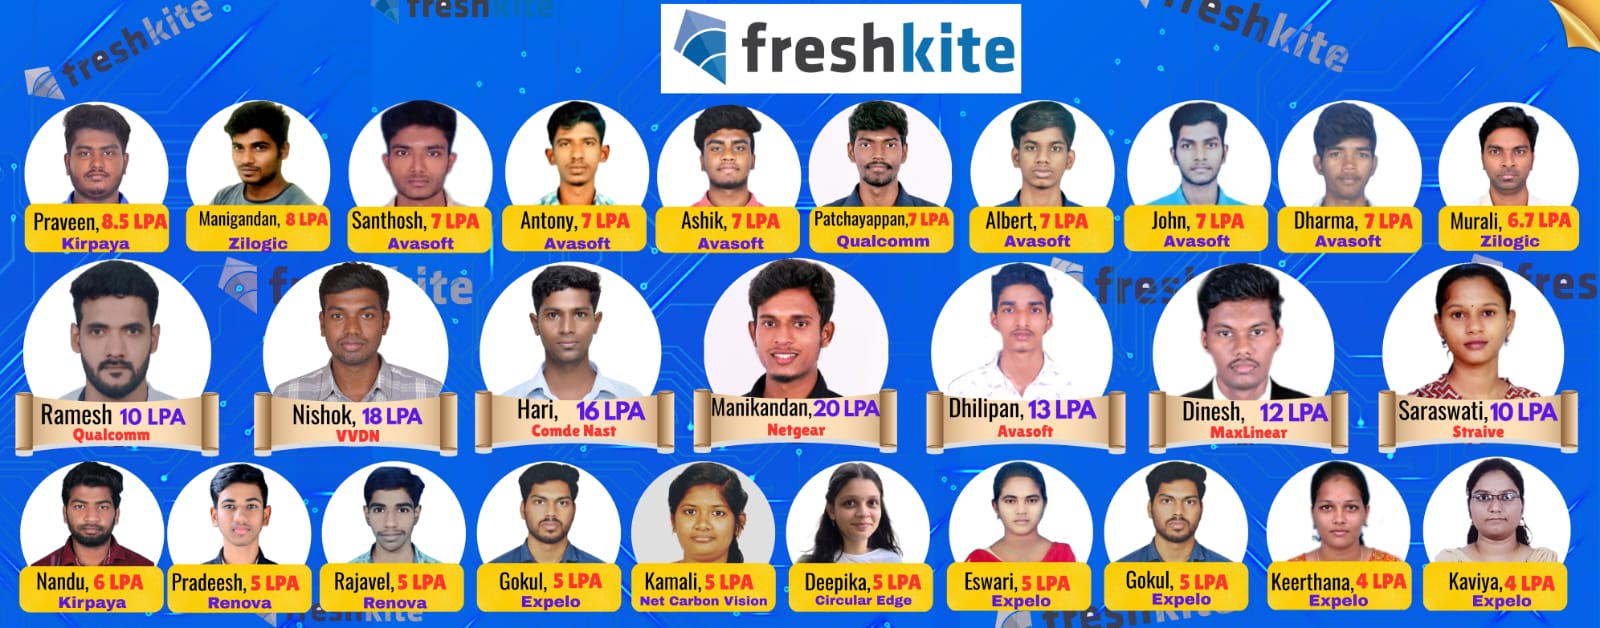 freshkite
freshkite
freshkite
freshkite
Praveen, 8.5 LPA
Kirpaya
Manigandan, 8 LPA
Zilogic
Santhosh, 7 LPA
Avasoft
Antony, 7 LPA
Avasoft
Ashik, 7 LPA
Avasoft
Patchayappan, 7 LPA
Qualcomm
Albert, 7 LPA
Avasoft
John, 7 LPA
Avasoft
Dharma, 7 LPA
Avasoft
Murali, 6.7 LPA
Zilogic
Ramesh 10 LPA
Qualcomm
Nishok, 18 LPA
VVDN
Hari, 16 LPA
Comde Nast
Manikandan, 20 LPA
Netgear
Dhilipan, 13 LPA
Avasoft
Dinesh, 12 LPA
MaxLinear
Saraswati, 10 LPA
Straive
Nandu, 6 LPA
Kirpaya
Pradeesh, 5 LPA
Renova
Rajavel, 5 LPA
Renova
Gokul, 5 LPA
Expelo
Kamali, 5 LPA
Net Carbon Vision
Deepika, 5 LPA
Circular Edge
Eswari, 5 LPA
Expelo
Gokul, 5 LPA
Expelo
Keerthana, 4 LPA
Expelo
Kaviya, 4 LPA
Expelo